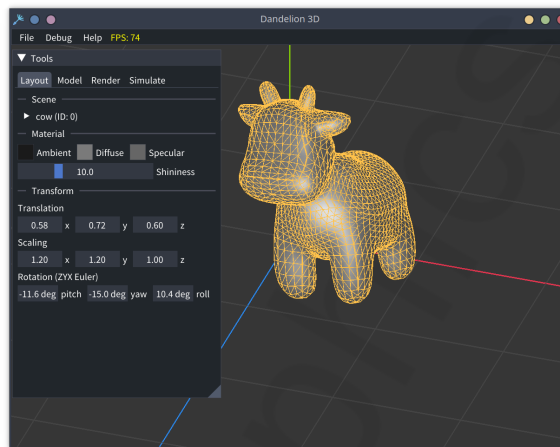 Dandelion 3D
File Debug Help FPS: 74
Tools
Layout Model Render Simulate
Scene
cow (ID: 0)
Material
Ambient Diffuse Specular
10.0 Shininess
Transform
Translation
0.58 x 0.72 y 0.60 z
Scaling
1.20 x 1.20 y 1.00 z
Rotation (ZYX Euler)
-11.6 deg pitch -15.0 deg yaw 10.4 deg roll